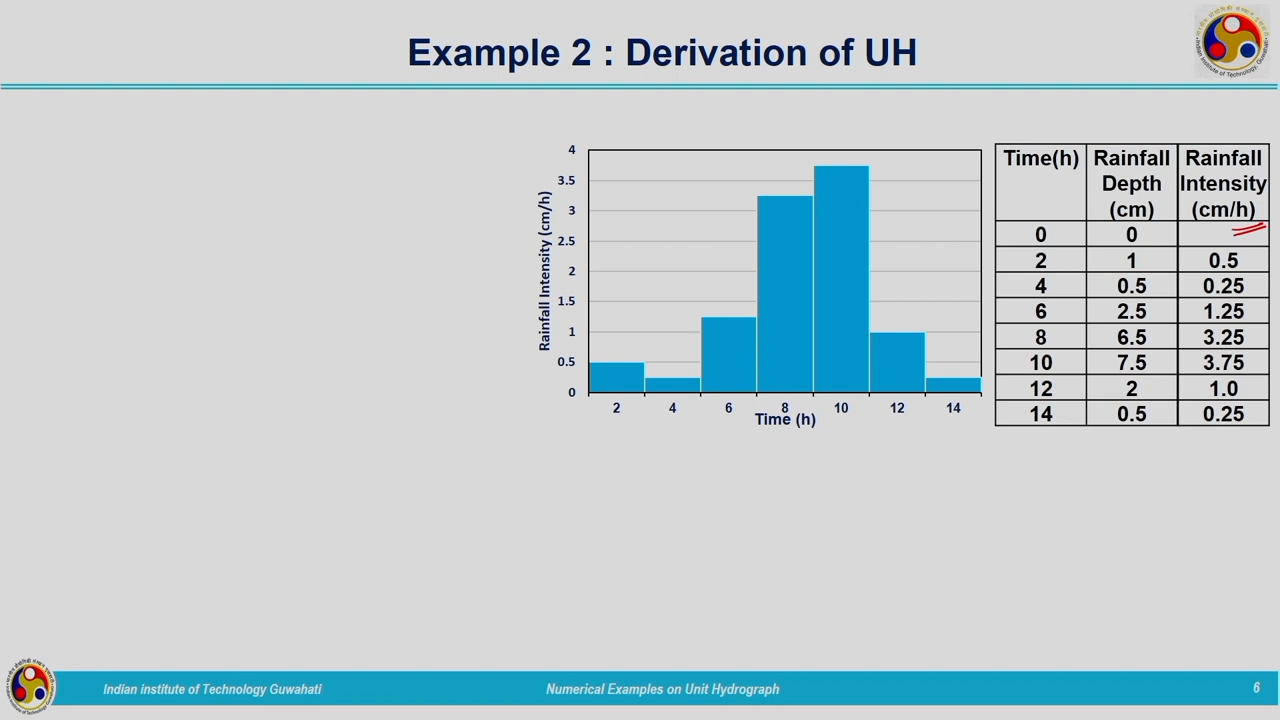 Example 2 : Derivation of UH
4
3.5
3
2.5
2
1.5
1
0.5
0
Rainfall Intensity (cm/h)
2 4 6 8 10 12 14
Time (h)
Time(h) Rainfall Depth (cm) Rainfall Intensity (cm/h)
0 0
2 1 0.5
4 0.5 0.25
6 2.5 1.25
8 6.5 3.25
10 7.5 3.75
12 2 1.0
14 0.5 0.25
Indian institute of Technology Guwahati Numerical Examples on Unit Hydrograph 6